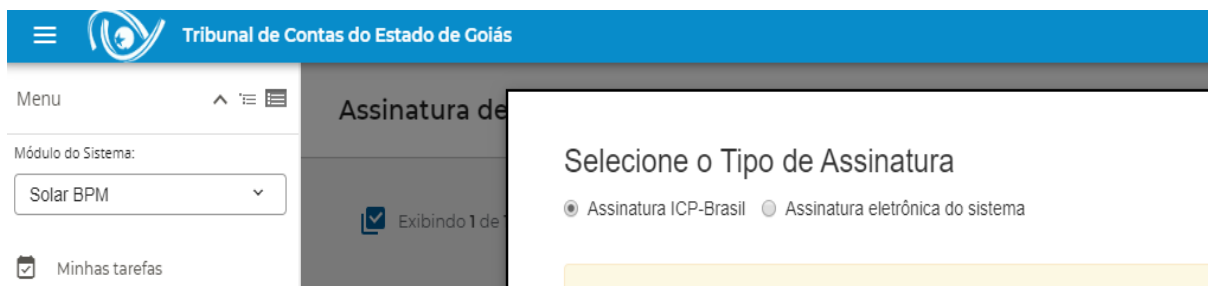 Tribunal de Contas do Estado de Goiás
Menu
Módulo do Sistema:
Solar BPM
Minhas tarefas
Assinatura de
Exibindo 1 de
Selecione o Tipo de Assinatura
Assinatura ICP-Brasil Assinatura eletrônica do sistema